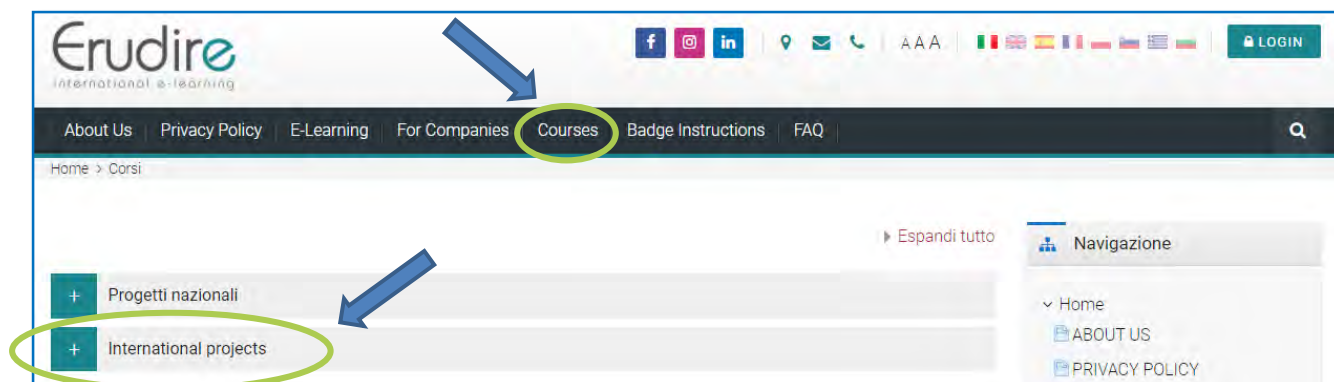 Erudire
international e-learning
f in AAA LOGIN
About Us Privacy Policy E-Learning For Companies Courses Badge Instructions FAQ
Home > Corsi
Espandi tutto
Navigazione
+ Progetti nazionali
Home
ABOUT US
+ International projects
PRIVACY POLICY